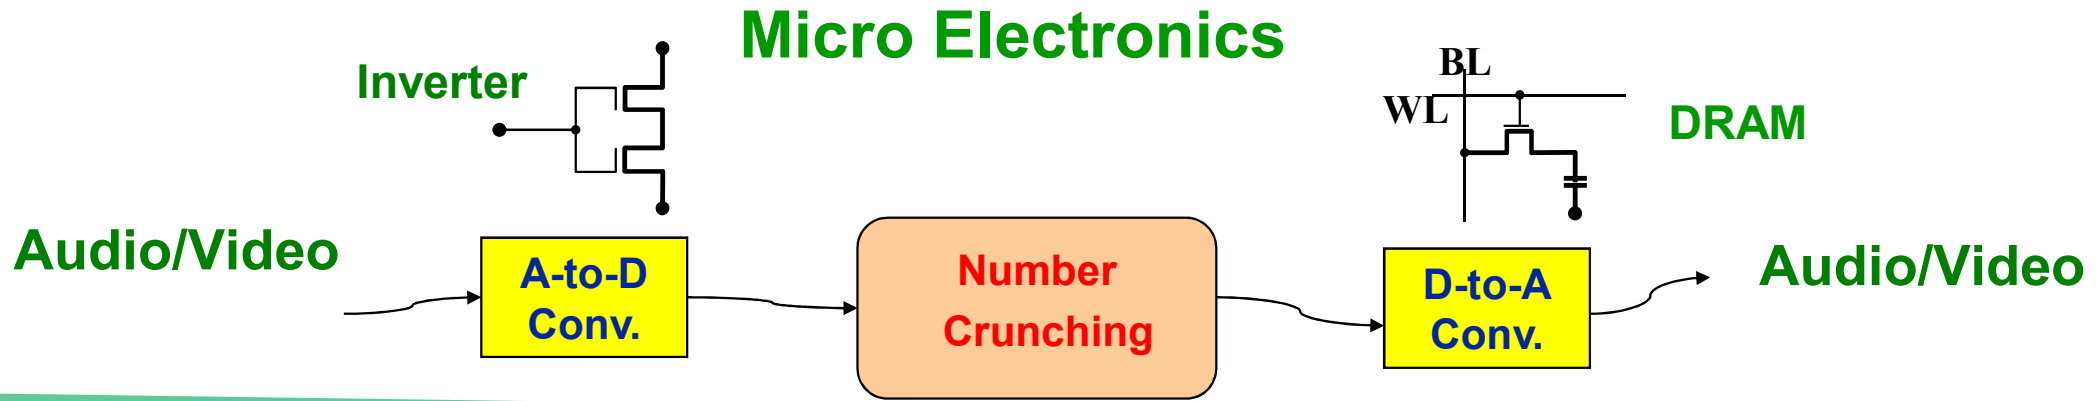 Micro Electronics
Inverter
BL
WL
DRAM
Audio/Video
A-to-D
Conv.
Number
Crunching
D-to-A
Conv.
Audio/Video